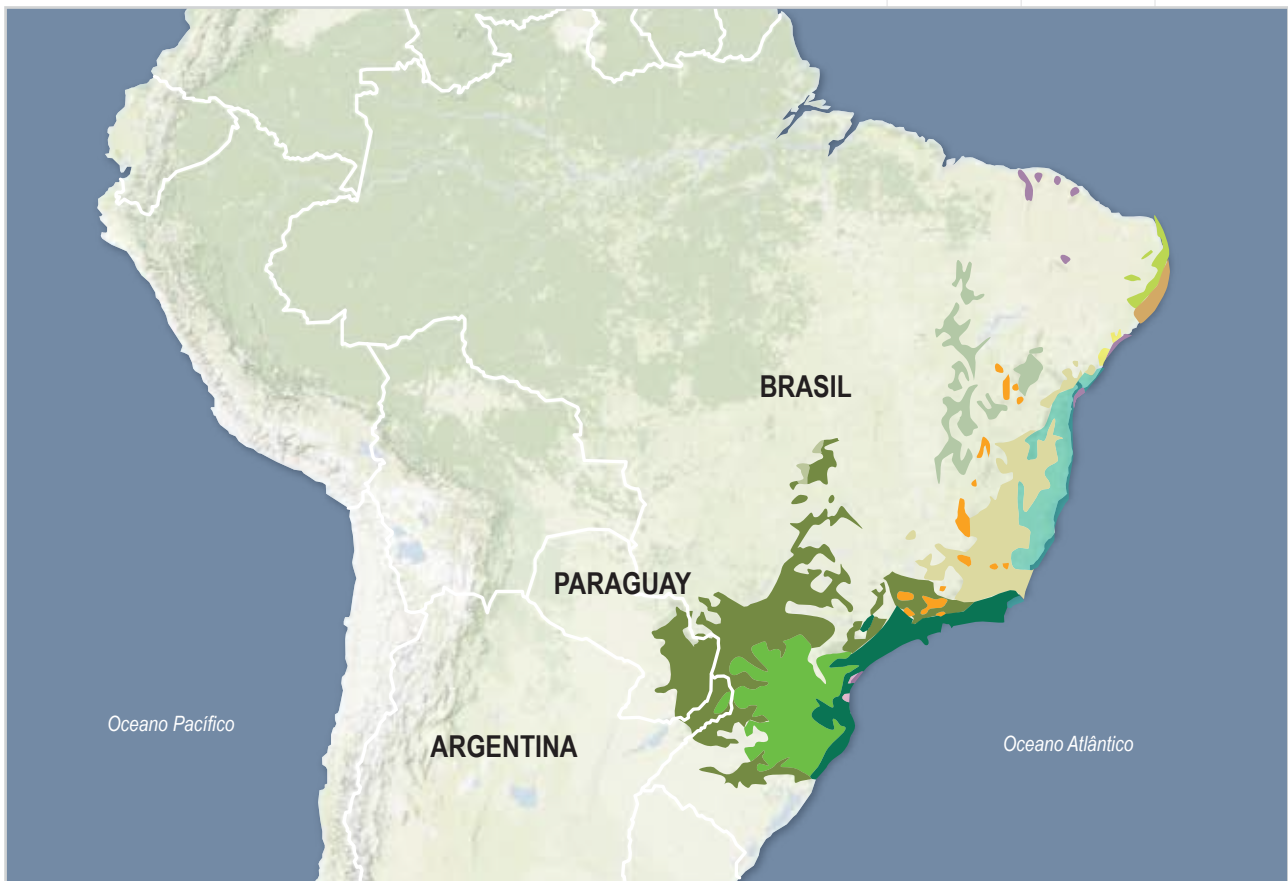 BRASIL
PARAGUAY
Oceano Pacífico
ARGENTINA
Oceano Atlântico